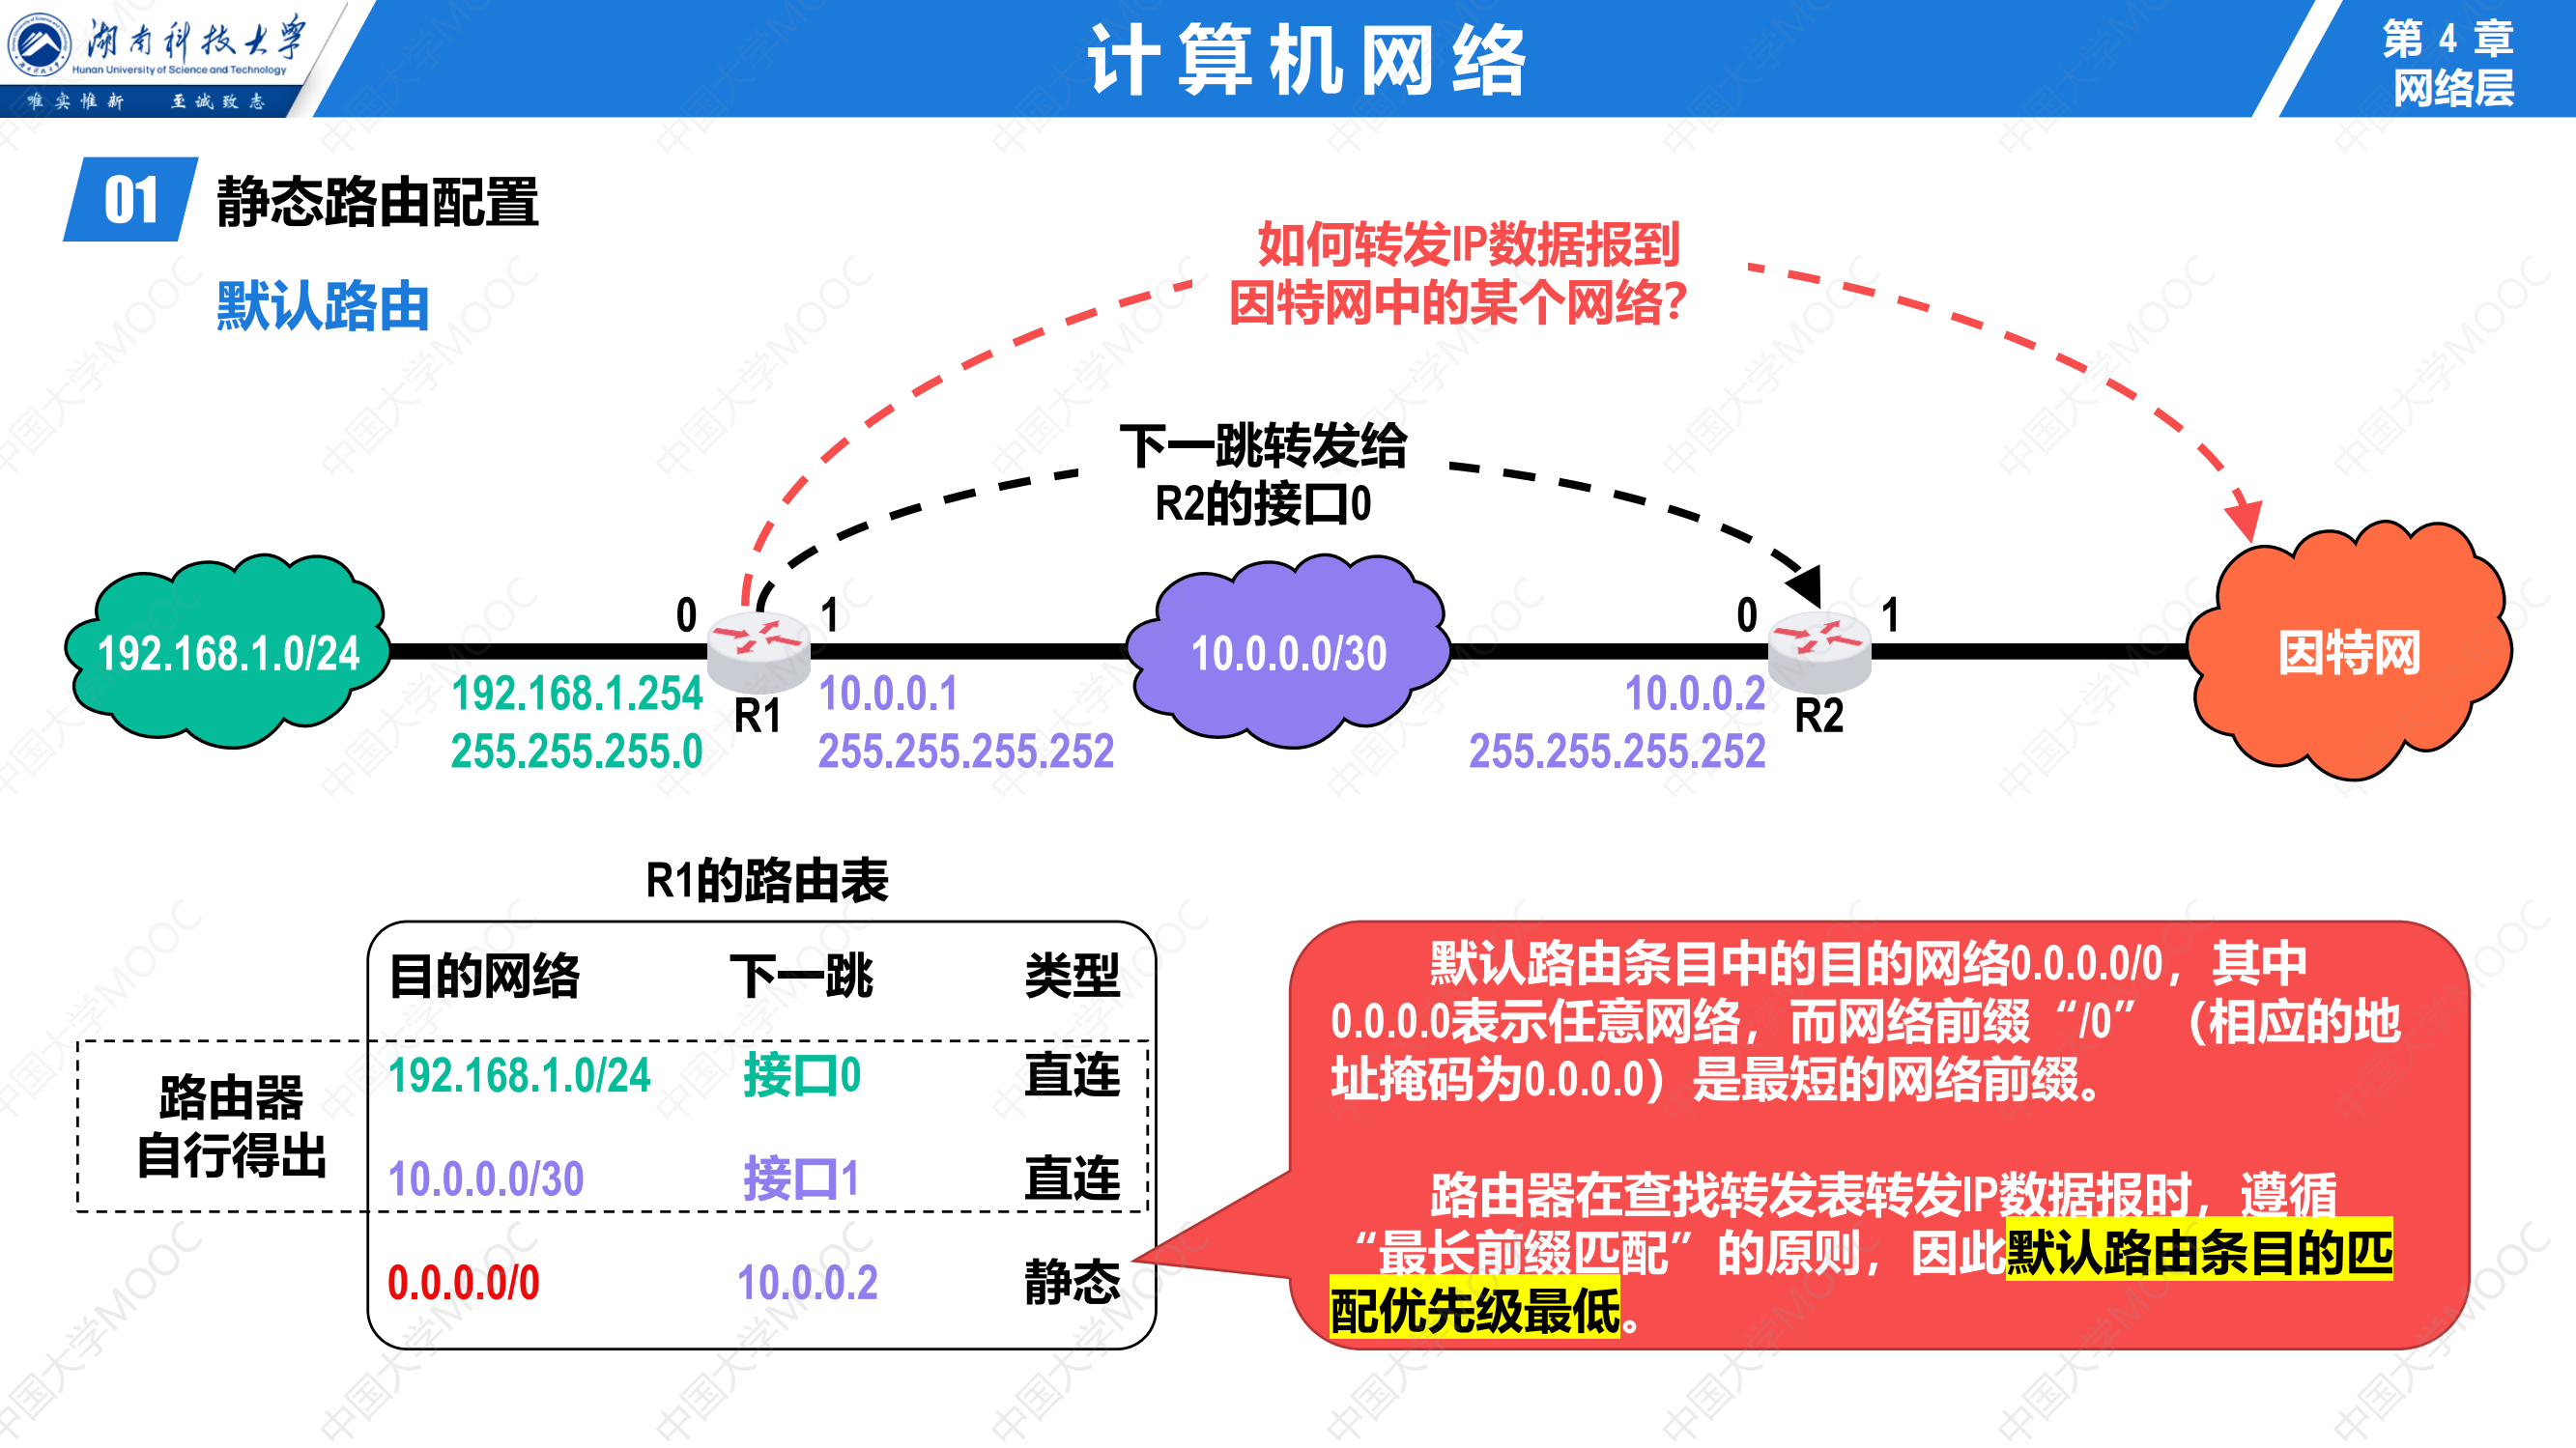 湖南科技大学
Hunan University of Science and Technology
唯实惟新 至诚致志
计算机网络
第 4 章
网络层
01 静态路由配置
默认路由
如何转发IP数据报到
因特网中的某个网络？
下一跳转发给
R2的接口0
192.168.1.0/24
0
1
10.0.0.0/30
0
1
因特网
192.168.1.254
255.255.255.0
R1
10.0.0.1
255.255.255.252
10.0.0.2
255.255.255.252
R2
R1的路由表
目的网络 下一跳 类型
路由器
自行得出
192.168.1.0/24 接口0 直连
10.0.0.0/30 接口1 直连
0.0.0.0/0 10.0.0.2 静态
默认路由条目中的目的网络0.0.0.0/0，其中
0.0.0.0表示任意网络，而网络前缀“/0”（相应的地
址掩码为0.0.0.0）是最短的网络前缀。
路由器在查找转发表转发IP数据报时，遵循
“最长前缀匹配”的原则，因此默认路由条目的匹
配优先级最低。
中国大学MOOC